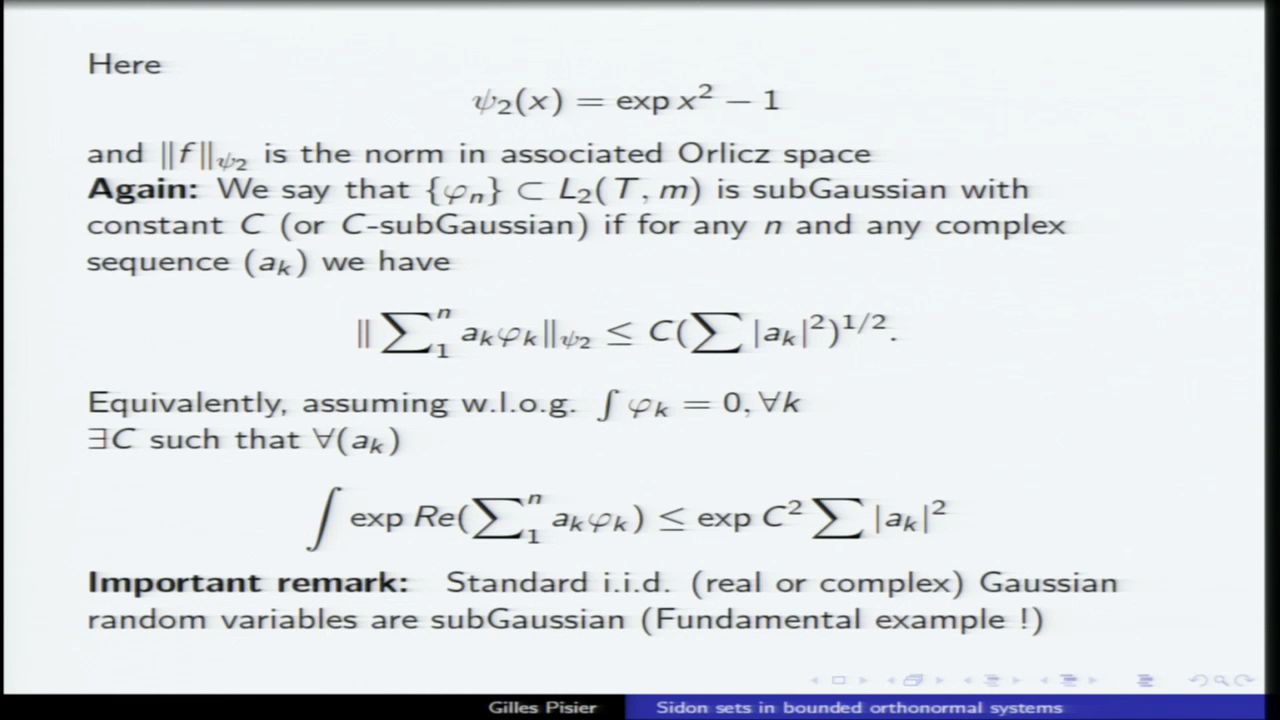 Here
ψ₂(x) = exp x² − 1
and ‖f‖_ψ₂ is the norm in associated Orlicz space
Again: We say that {φₙ} ⊂ L₂(T, m) is subGaussian with
constant C (or C-subGaussian) if for any n and any complex
sequence (aₖ) we have
‖ ∑₁ⁿ aₖφₖ‖_ψ₂ ≤ C(∑ |aₖ|²)^1/2.
Equivalently, assuming w.l.o.g. ∫ φₖ = 0, ∀k
∃C such that ∀(aₖ)
∫ exp Re(∑₁ⁿ aₖφₖ) ≤ exp C² ∑ |aₖ|²
Important remark: Standard i.i.d. (real or complex) Gaussian
random variables are subGaussian (Fundamental example !)
Gilles Pisier Sidon sets in bounded orthonormal systems